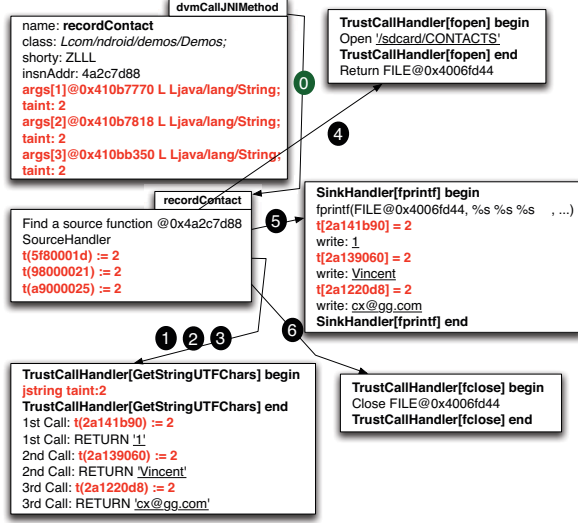 dvmCallJNIMethod
name: recordContact
class: Lcom/ndroid/demos/Demos;
shorty: ZLLL
insnAddr: 4a2c7d88
args[1]@0x410b7770 L Ljava/lang/String;
taint: 2
args[2]@0x410b7818 L Ljava/lang/String;
taint: 2
args[3]@0x410bb350 L Ljava/lang/String;
taint: 2
0
TrustCallHandler[fopen] begin
Open '/sdcard/CONTACTS'
TrustCallHandler[fopen] end
Return FILE@0x4006fd44
4
recordContact
Find a source function @0x4a2c7d88
SourceHandler
t(5f80001d) := 2
t(98000021) := 2
t(a9000025) := 2
5
SinkHandler[fprintf] begin
fprintf(FILE@0x4006fd44, %s %s %s , ...)
t[2a141b90] = 2
write: 1
t[2a139060] = 2
write: Vincent
t[2a1220d8] = 2
write: cx@gg.com
SinkHandler[fprintf] end
1 2 3
6
TrustCallHandler[GetStringUTFChars] begin
jstring taint:2
TrustCallHandler[GetStringUTFChars] end
1st Call: t(2a141b90) := 2
1st Call: RETURN '1'
2nd Call: t(2a139060) := 2
2nd Call: RETURN 'Vincent'
3rd Call: t(2a1220d8) := 2
3rd Call: RETURN 'cx@gg.com'
TrustCallHandler[fclose] begin
Close FILE@0x4006fd44
TrustCallHandler[fclose] end